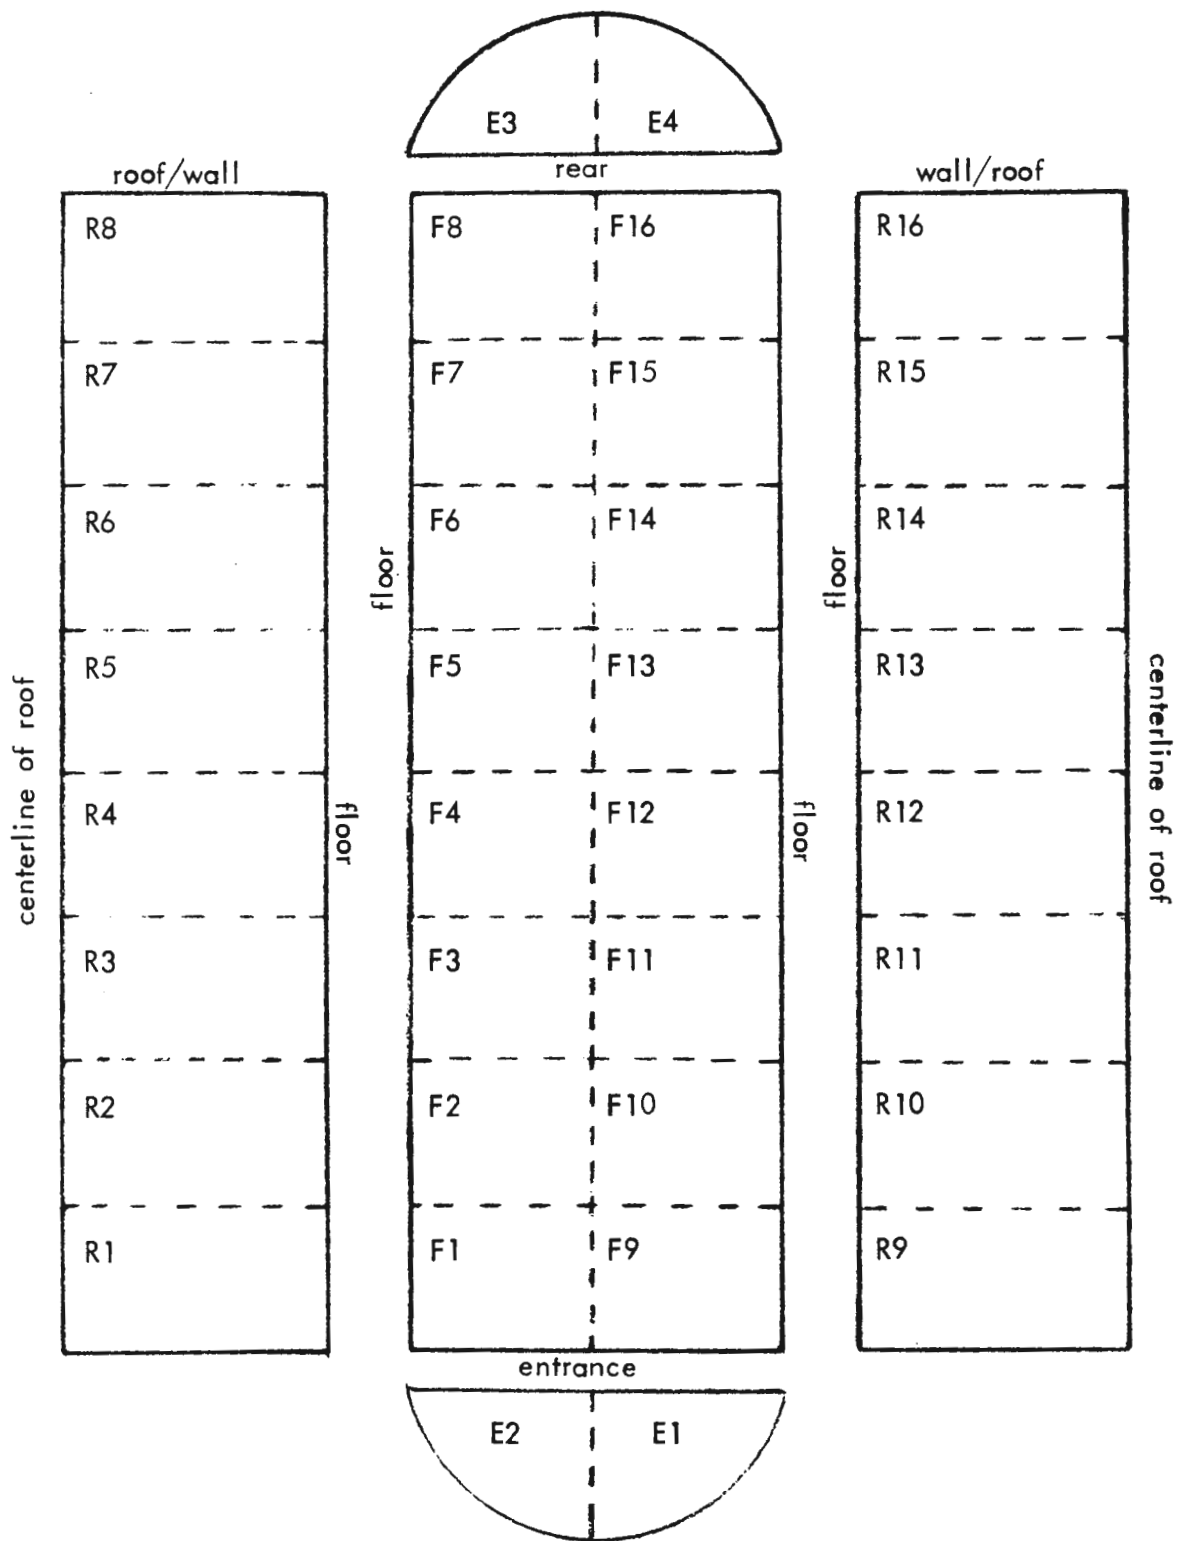 E3 E4
rear
roof/wall
wall/roof
R8 F8 F16 R16
R7 F7 F15 R15
R6 F6 F14 R14
floor
floor
R5 F5 F13 R13
centerline of roof
centerline of roof
R4 F4 F12 R12
floor
floor
R3 F3 F11 R11
R2 F2 F10 R10
R1 F1 F9 R9
entrance
E2 E1